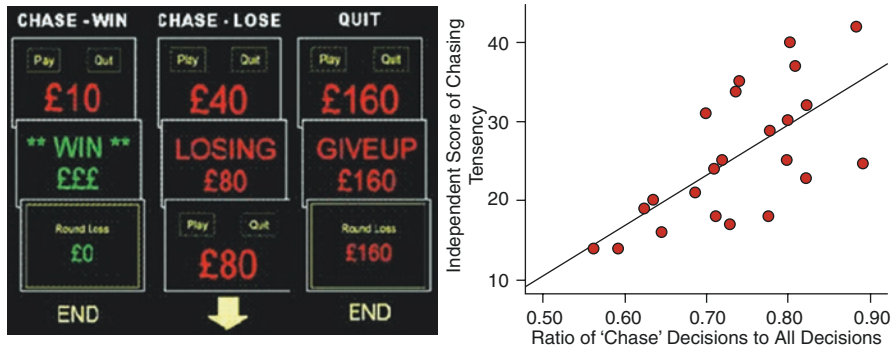 CHASE - WIN
Pay Qut
£10
** WIN **
£££
Round Loss
£0
END
CHASE - LOSE
Play Quit
£40
LOSING
£80
Play Quit
£80
QUIT
Play Quit
£160
GIVEUP
£160
Round Loss
£160
END
Independent Score of Chasing
Tensency
40
30
20
10
0.50 0.60 0.70 0.80 0.90
Ratio of 'Chase' Decisions to All Decisions